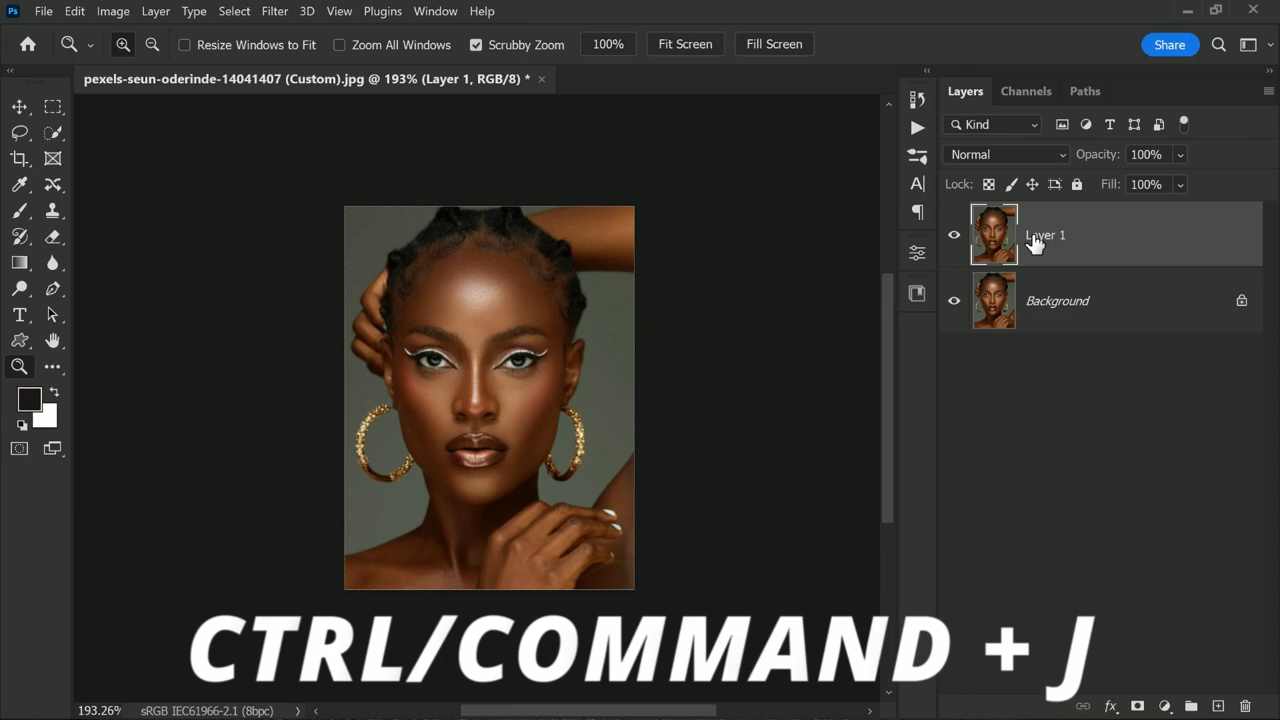 Ps File Edit Image Layer Type Select Filter 3D View Plugins Window Help
Resize Windows to Fit Zoom All Windows Scrubby Zoom 100% Fit Screen Fill Screen Share
pexels-seun-oderinde-14041407 (Custom).jpg @ 193% (Layer 1, RGB/8) *
Layers Channels Paths
Kind
Normal Opacity: 100%
Lock: Fill: 100%
Layer 1
Background
CTRL/COMMAND + J
193.26% sRGB IEC61966-2.1 (8bpc)